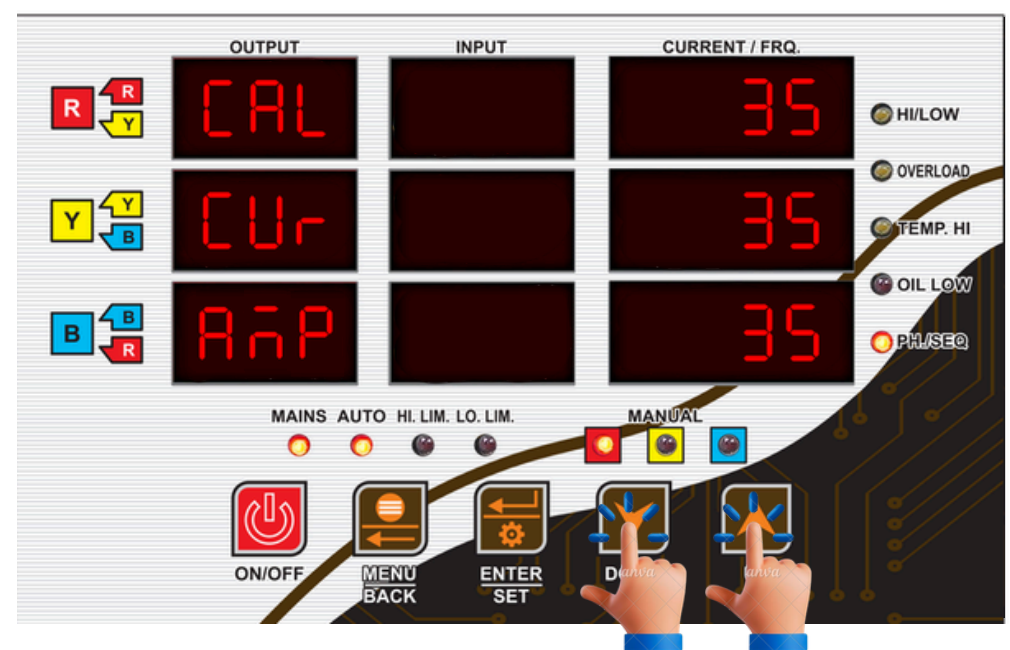 OUTPUT INPUT CURRENT / FRQ.
R R Y CAL 35 HI/LOW
OVERLOAD
Y Y B CUr 35 TEMP. HI
OIL LOW
B B R AmP 35 PH./SEQ
MAINS AUTO HI. LIM. LO. LIM. MANUAL
ON/OFF MENU BACK ENTER SET